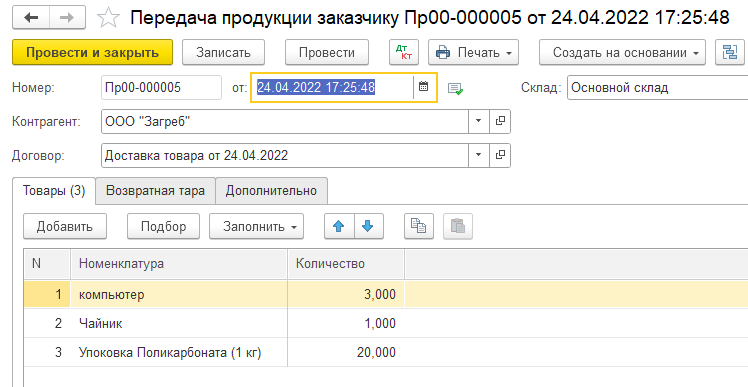 Передача продукции заказчику Пр00-000005 от 24.04.2022 17:25:48
Провести и закрыть Записать Провести Дт Кт Печать Создать на основании
Номер: Пр00-000005 от: 24.04.2022 17:25:48 Склад: Основной склад
Контрагент: ООО "Загреб"
Договор: Доставка товара от 24.04.2022
Товары (3) Возвратная тара Дополнительно
Добавить Подбор Заполнить
N Номенклатура Количество
1 компьютер 3,000
2 Чайник 1,000
3 Упоковка Поликарбоната (1 кг) 20,000